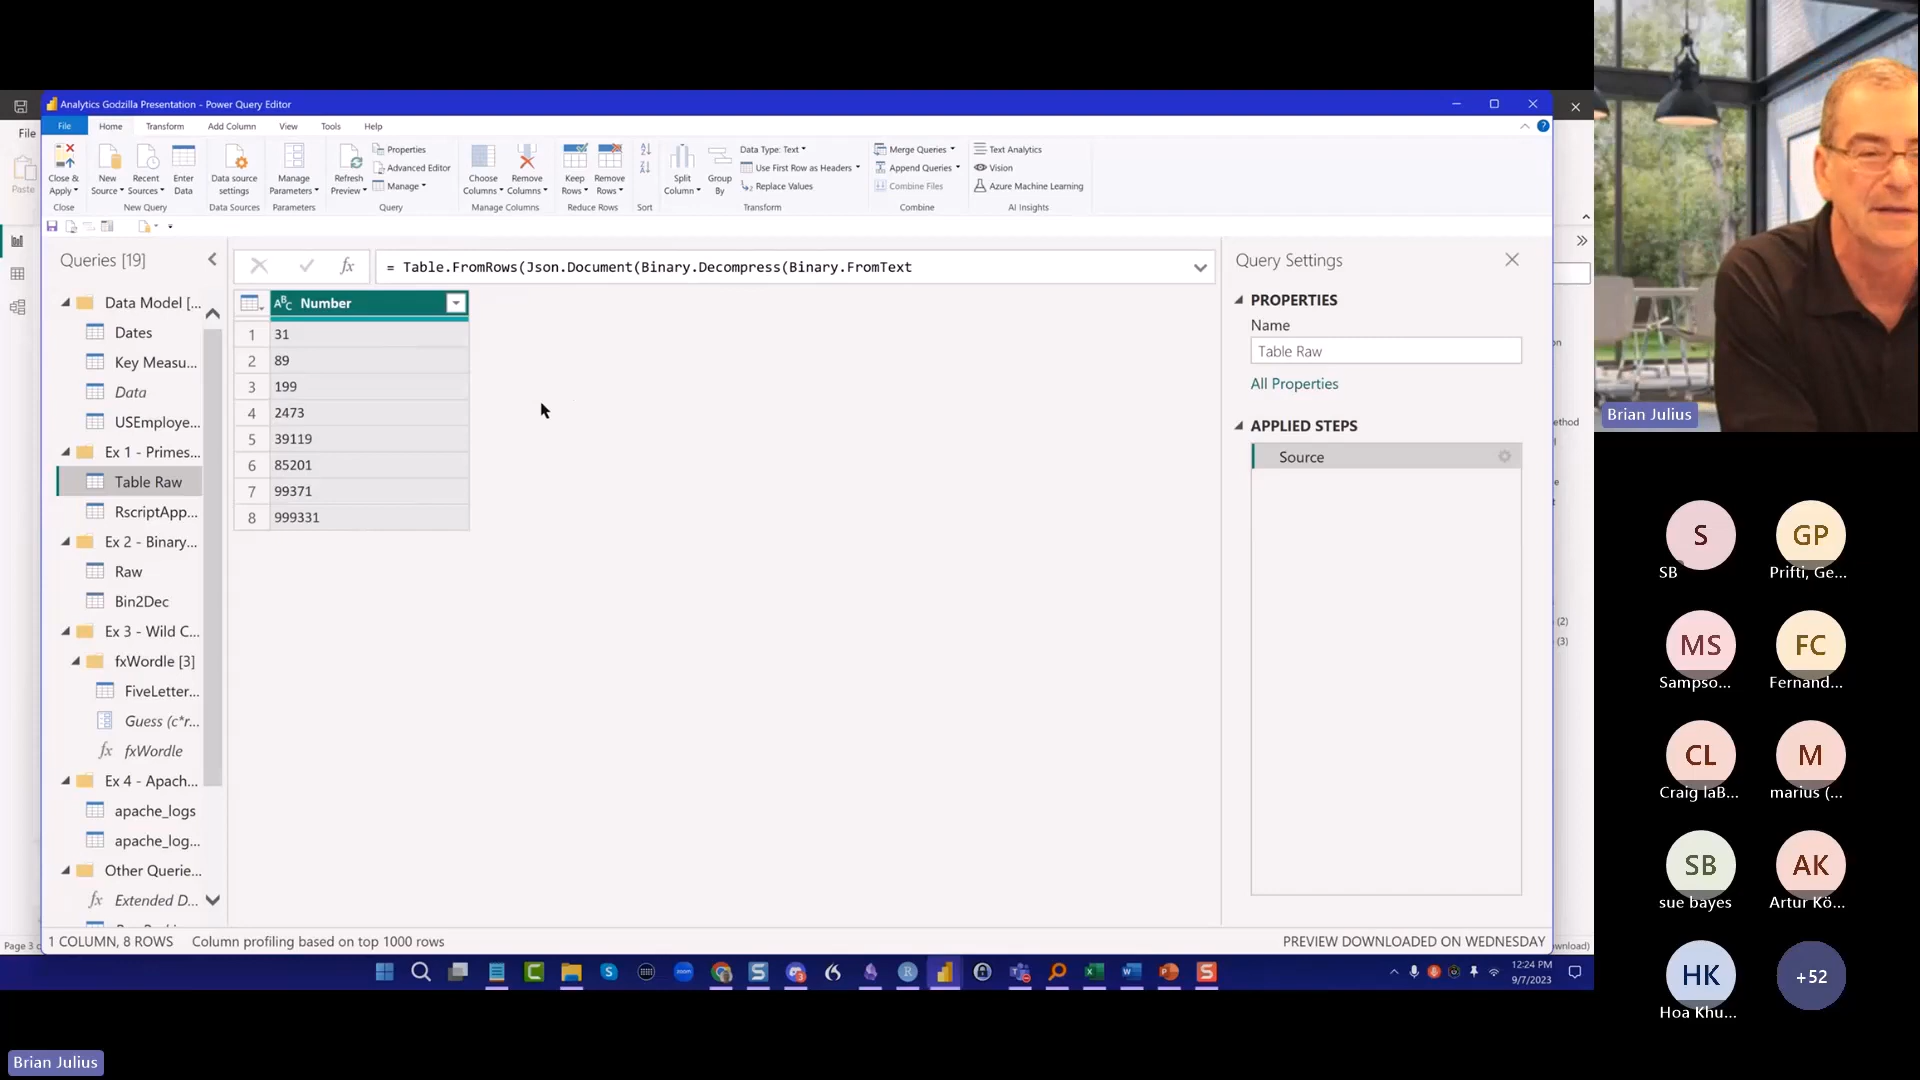 Analytics Godzilla Presentation - Power Query Editor
File
File
Home
Transform
Add Column
View
Tools
Help
Paste
Close & Apply
Close
New Source
Recent Sources
Enter Data
New Query
Data source settings
Data Sources
Manage Parameters
Parameters
Refresh Preview
Properties
Advanced Editor
Manage
Query
Choose Columns
Remove Columns
Manage Columns
Keep Rows
Remove Rows
Reduce Rows
Sort
Split Column
Group By
Data Type: Text
Use First Row as Headers
Replace Values
Transform
Merge Queries
Append Queries
Combine Files
Combine
Text Analytics
Vision
Azure Machine Learning
AI Insights
Queries [19]
= Table.FromRows(Json.Document(Binary.Decompress(Binary.FromText
Data Model [...
Dates
Key Measu...
Data
USEmploye...
Ex 1 - Primes...
Table Raw
RscriptApp...
Ex 2 - Binary...
Raw
Bin2Dec
Ex 3 - Wild C...
fxWordle [3]
FiveLetter...
Guess (c*r...
fxWordle
Ex 4 - Apach...
apache_logs
apache_log...
Other Querie...
Extended D...
Number
1 31
2 89
3 199
4 2473
5 39119
6 85201
7 99371
8 999331
Query Settings
PROPERTIES
Name
Table Raw
All Properties
APPLIED STEPS
Source
(2)
(3)
1 COLUMN, 8 ROWS
Column profiling based on top 1000 rows
PREVIEW DOWNLOADED ON WEDNESDAY
Page 3
12:24 PM
9/7/2023
Brian Julius
S
SB
GP
Prifti, Ge...
MS
Sampso...
FC
Fernand...
CL
Craig laB...
M
marius (...
SB
sue bayes
AK
Artur Kö...
HK
Hoa Khu...
+52
Brian Julius